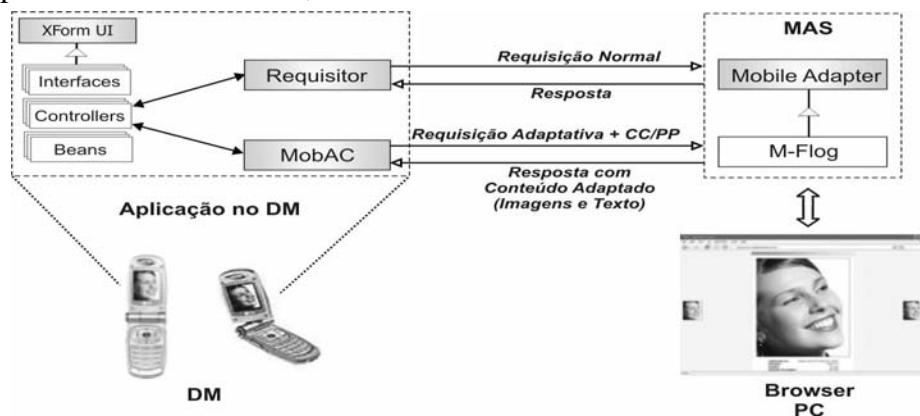 XForm UI
Interfaces
Controllers
Beans
Requisitor
MobAC
Aplicação no DM
DM
Requisição Normal
Resposta
Requisição Adaptativa + CC/PP
Resposta com
Conteúdo Adaptado
(Imagens e Texto)
MAS
Mobile Adapter
M-Flog
Browser
PC